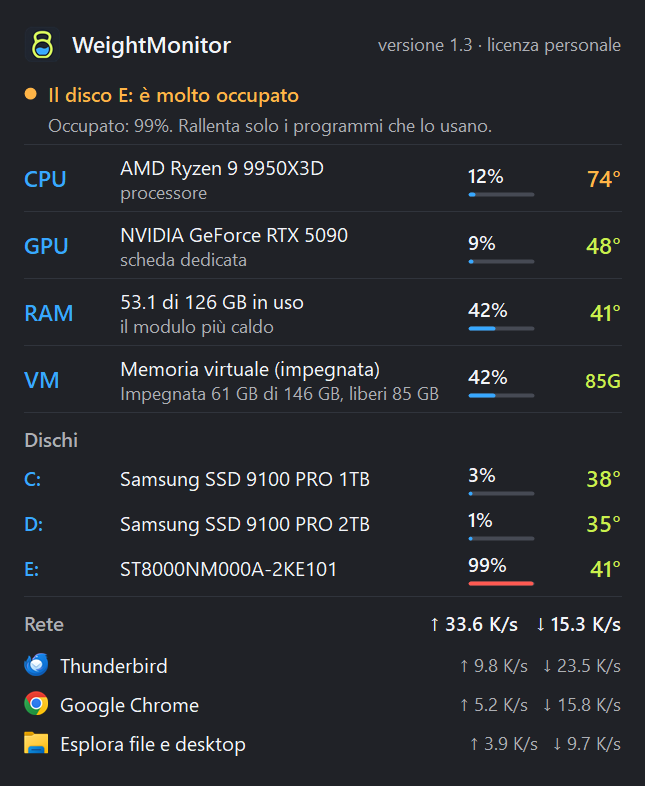 WeightMonitor versione 1.3 · licenza personale
Il disco E: è molto occupato
Occupato: 99%. Rallenta solo i programmi che lo usano.
CPU AMD Ryzen 9 9950X3D 12% 74°
processore
GPU NVIDIA GeForce RTX 5090 9% 48°
scheda dedicata
RAM 53.1 di 126 GB in uso 42% 41°
il modulo più caldo
VM Memoria virtuale (impegnata) 42% 85G
Impegnata 61 GB di 146 GB, liberi 85 GB
Dischi
C: Samsung SSD 9100 PRO 1TB 3% 38°
D: Samsung SSD 9100 PRO 2TB 1% 35°
E: ST8000NM000A-2KE101 99% 41°
Rete ↑ 33.6 K/s ↓ 15.3 K/s
Thunderbird ↑ 9.8 K/s ↓ 23.5 K/s
Google Chrome ↑ 5.2 K/s ↓ 15.8 K/s
Esplora file e desktop ↑ 3.9 K/s ↓ 9.7 K/s